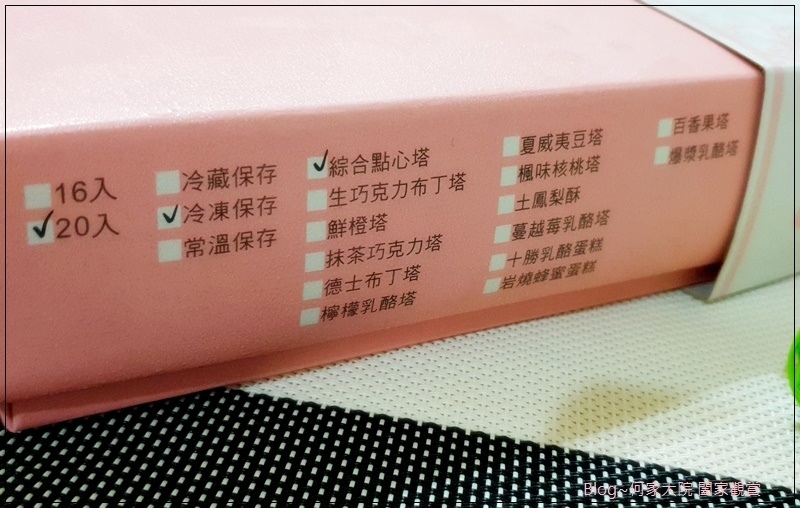 16入
20入
冷藏保存
冷凍保存
常溫保存
綜合點心塔
生巧克力布丁塔
鮮橙塔
抹茶巧克力塔
德士布丁塔
檸檬乳酪塔
夏威夷豆塔
楓味核桃塔
土鳳梨酥
蔓越莓乳酪塔
十勝乳酪蛋糕
岩燒蜂蜜蛋糕
百香果塔
爆漿乳酪塔
Blog~何家大院 闔家觀賞